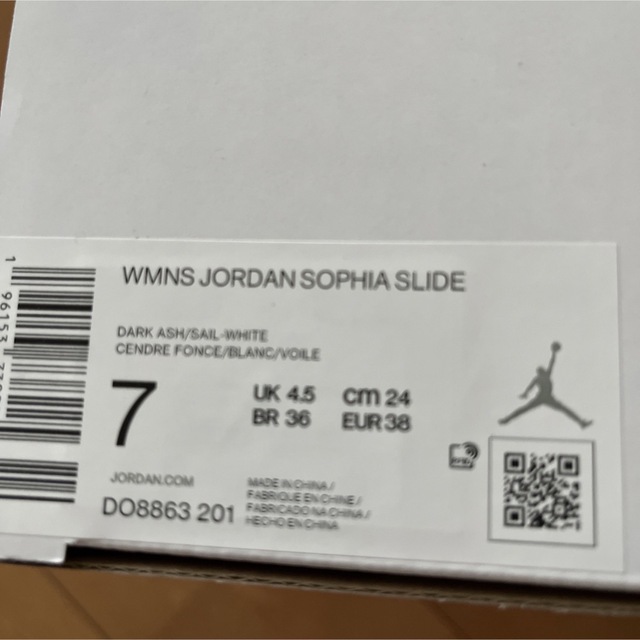 WMNS JORDAN SOPHIA SLIDE
DARK ASH/SAIL-WHITE
CENDRE FONCE/BLANC/VOILE
7
UK 4.5 cm 24
BR 36 EUR 38
JORDAN.COM
DO8863 201
MADE IN CHINA/
FABRIQUE EN CHINE/
FABRICADO NA CHINA/
HECHO EN CHINA
1 96153